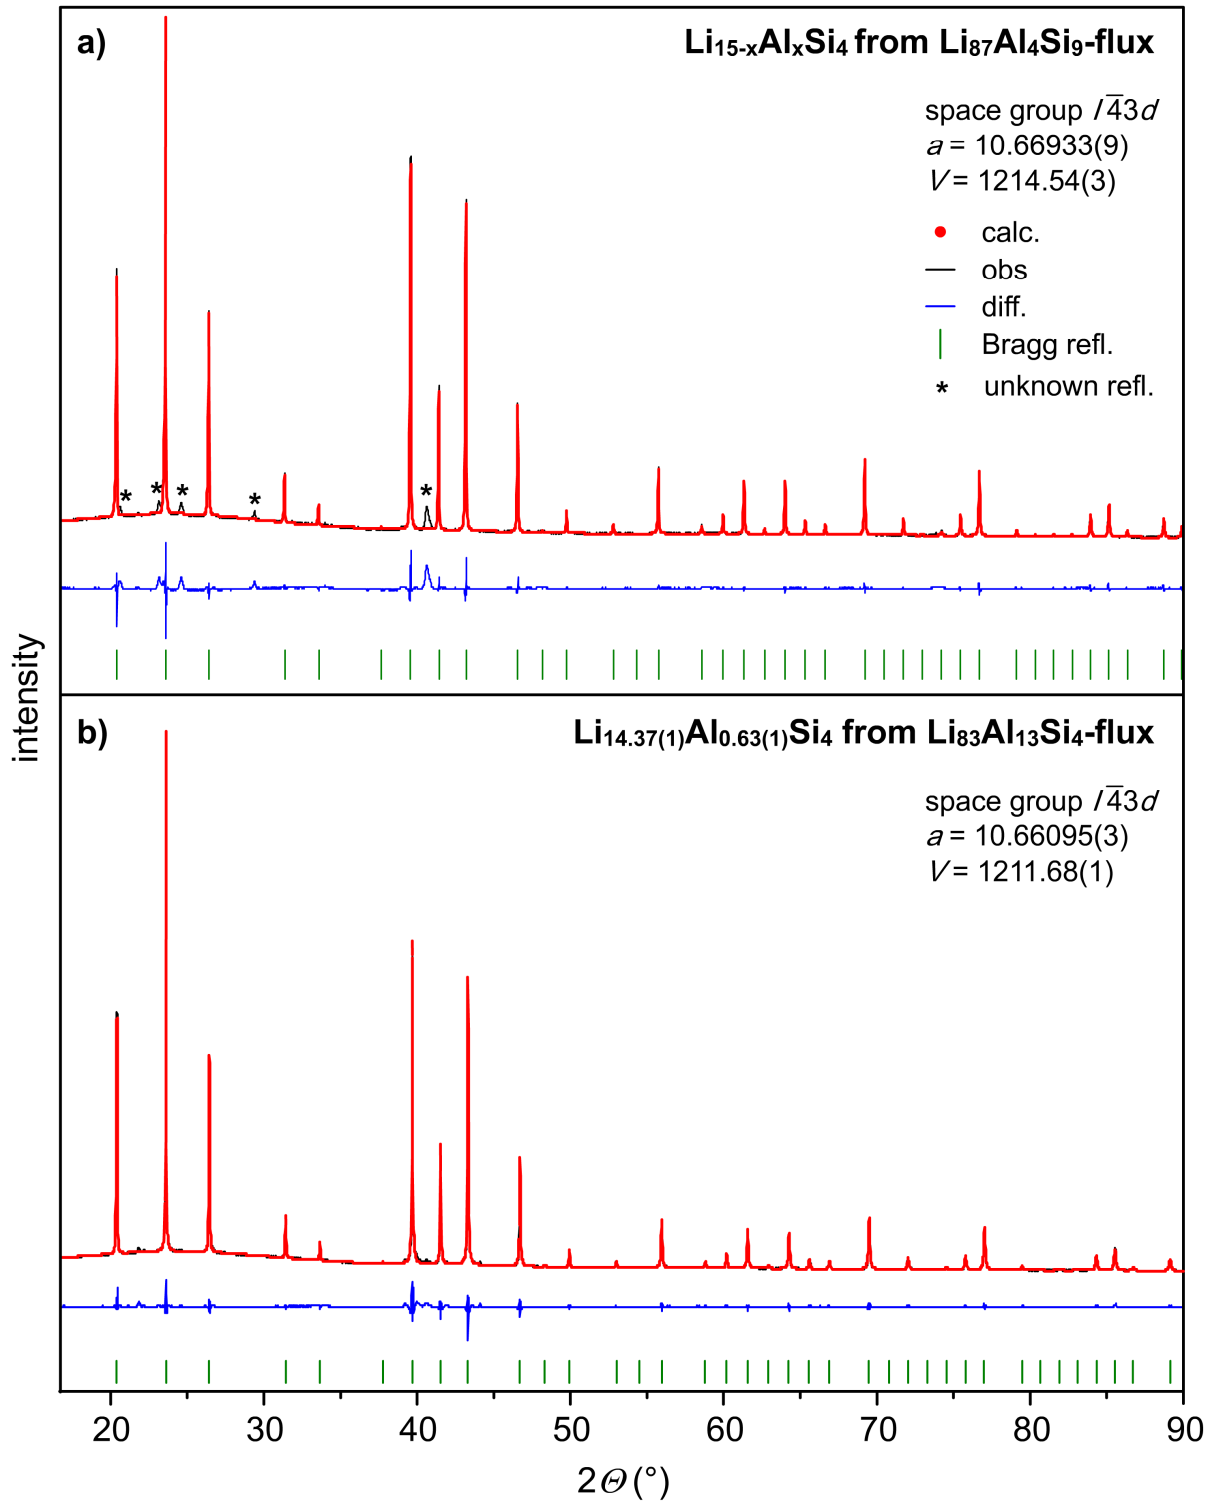 a)
Li₁₅₋ₓAlₓSi₄ from Li₈₇Al₄Si₉-flux
space group I4̅3d
a = 10.66933(9)
V = 1214.54(3)
calc.
obs
diff.
Bragg refl.
* unknown refl.
* * * * *
intensity
b)
Li₁₄.₃₇₍₁₎Al₀.₆₃₍₁₎Si₄ from Li₈₃Al₁₃Si₄-flux
space group I4̅3d
a = 10.66095(3)
V = 1211.68(1)
20 30 40 50 60 70 80 90
2Θ (°)